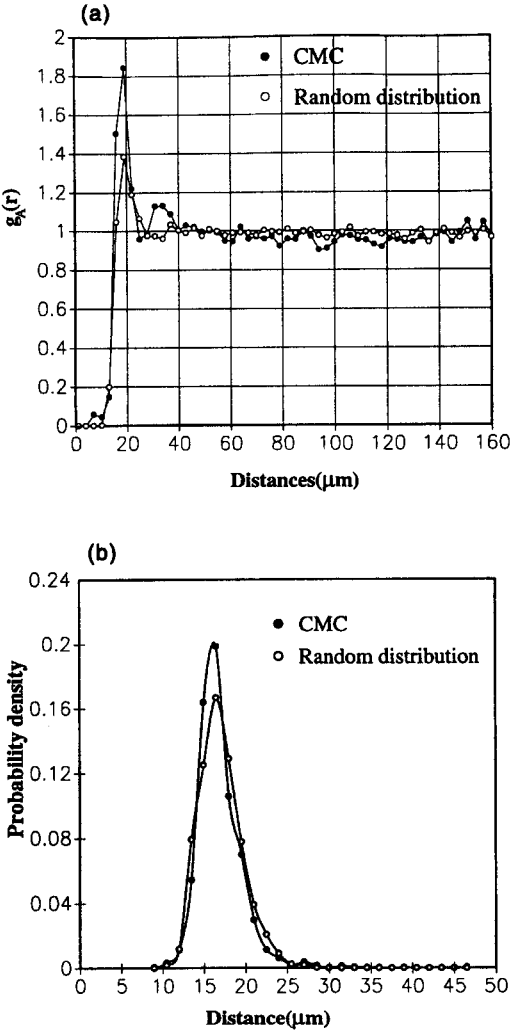 (a)
2
1.8
1.6
1.4
1.2
1
0.8
0.6
0.4
0.2
0
CMC
Random distribution
gA(r)
0 20 40 60 80 100 120 140 160
Distances(μm)
(b)
0.24
0.2
0.16
0.12
0.08
0.04
0
CMC
Random distribution
Probability density
0 5 10 15 20 25 30 35 40 45 50
Distance(μm)